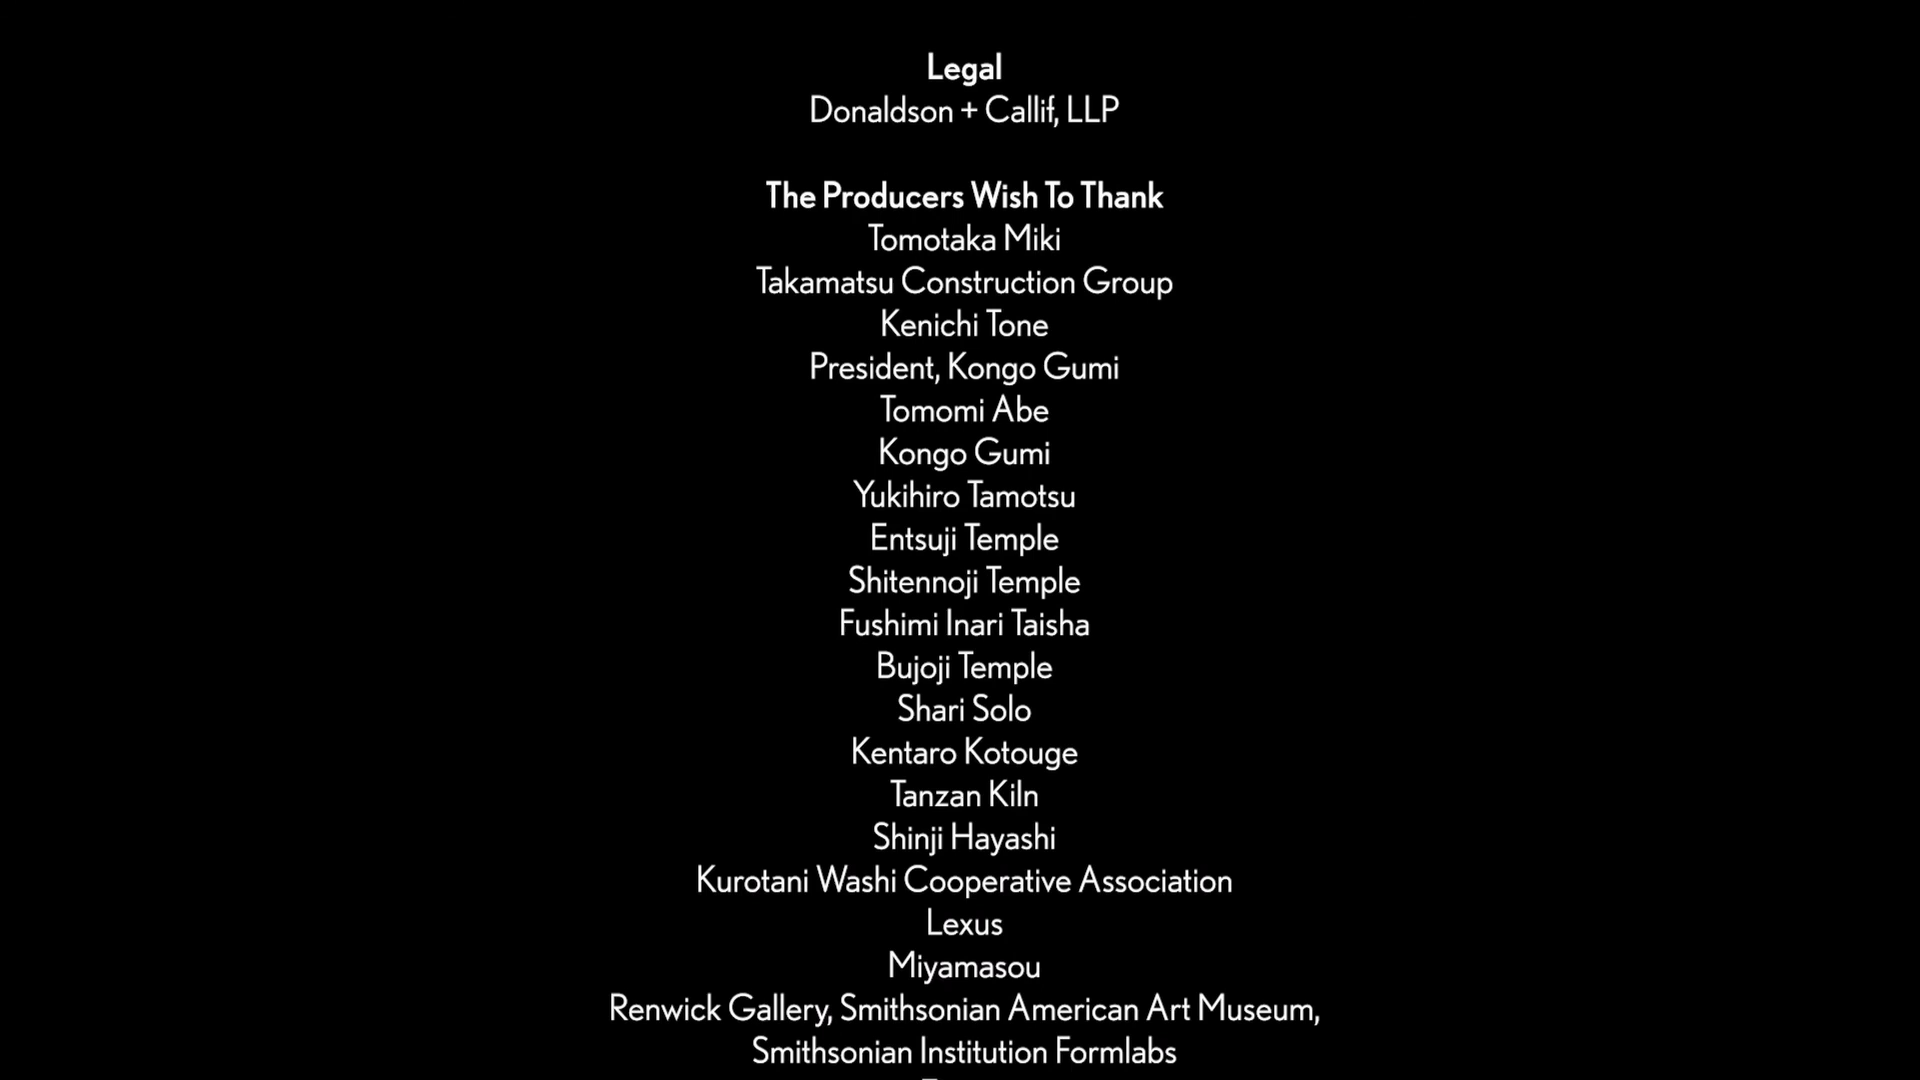 Legal
Donaldson + Callif, LLP
The Producers Wish To Thank
Tomotaka Miki
Takamatsu Construction Group
Kenichi Tone
President, Kongo Gumi
Tomomi Abe
Kongo Gumi
Yukihiro Tamotsu
Entsuji Temple
Shitennoji Temple
Fushimi Inari Taisha
Bujoji Temple
Shari Solo
Kentaro Kotouge
Tanzan Kiln
Shinji Hayashi
Kurotani Washi Cooperative Association
Lexus
Miyamasou
Renwick Gallery, Smithsonian American Art Museum,
Smithsonian Institution Formlabs